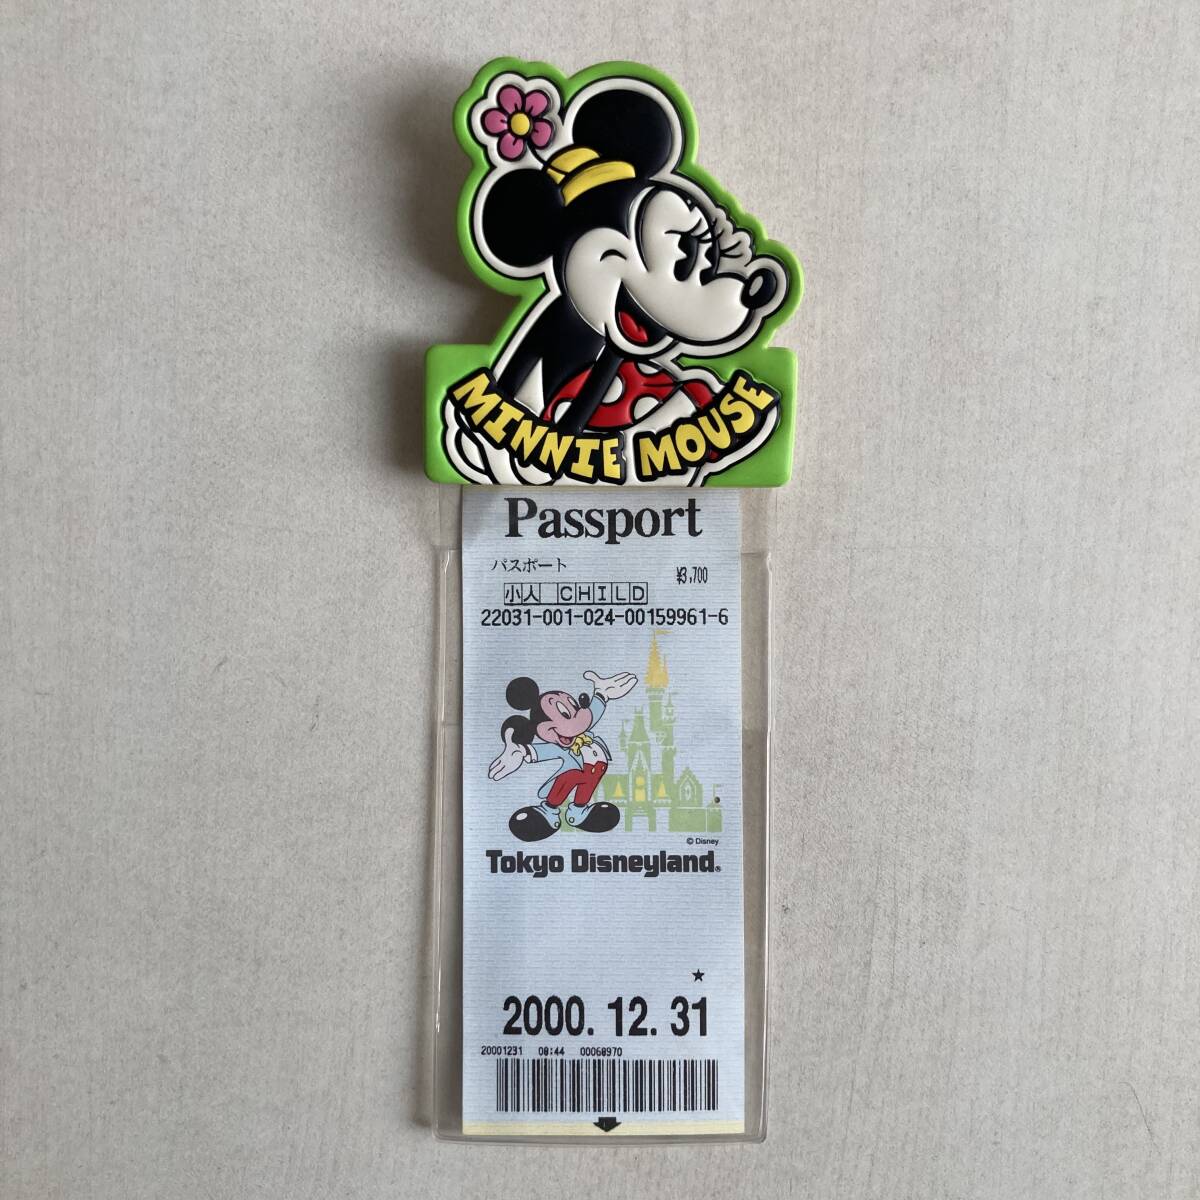 MINNIE MOUSE
Passport
パスポート
¥3,700
小人 CHILD
22031-001-024-00159961-6
© Disney
Tokyo Disneyland®
★
2000. 12. 31
20001231 08:44 00068970